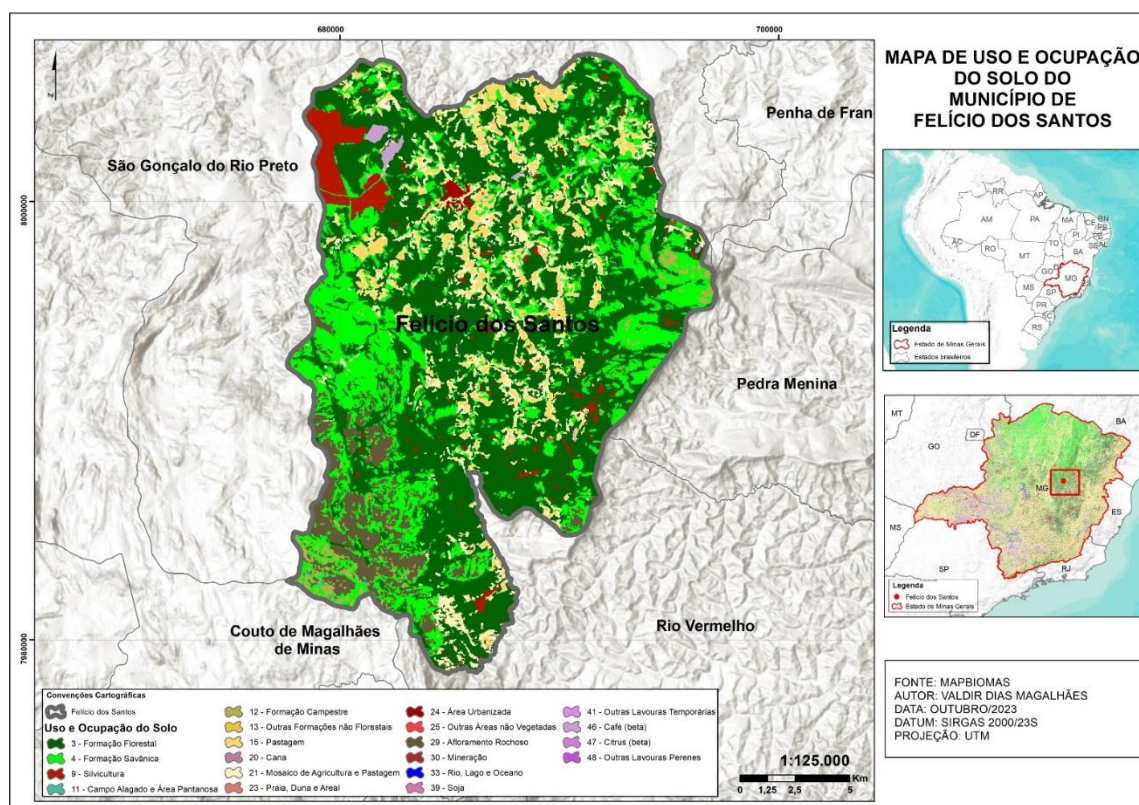 680000
700000
MAPA DE USO E OCUPAÇÃO
DO SOLO DO
MUNICÍPIO DE
FELÍCIO DOS SANTOS
Penha de Fran
São Gonçalo do Rio Preto
8000000
Felício dos Santos
Pedra Menina
Couto de Magalhães
de Minas
Rio Vermelho
7980000
RR
AP
AM
PA
MA
CE
RN
PB
PE
AL
SE
PI
AC
RO
TO
BA
MT
GO
MG
MS
SP
PR
SC
RS
Legenda
Estado de Minas Gerais
Estados brasileiros
MT
BA
GO
DF
MG
ES
MS
SP
RJ
Legenda
Felício dos Santos
Estado de Minas Gerais
Convenções Cartográficas
Felício dos Santos
Uso e Ocupação do Solo
3 - Formação Florestal
4 - Formação Savânica
9 - Silvicultura
11 - Campo Alagado e Área Pantanosa
12 - Formação Campestre
13 - Outras Formações não Florestais
15 - Pastagem
20 - Cana
21 - Mosaico de Agricultura e Pastagem
23 - Praia, Duna e Areal
24 - Área Urbanizada
25 - Outras Áreas não Vegetadas
29 - Afloramento Rochoso
30 - Mineração
33 - Rio, Lago e Oceano
39 - Soja
41 - Outras Lavouras Temporárias
46 - Café (beta)
47 - Citrus (beta)
48 - Outras Lavouras Perenes
1:125.000
0 1,25 2,5 5
Km
FONTE: MAPBIOMAS
AUTOR: VALDIR DIAS MAGALHÃES
DATA: OUTUBRO/2023
DATUM: SIRGAS 2000/23S
PROJEÇÃO: UTM